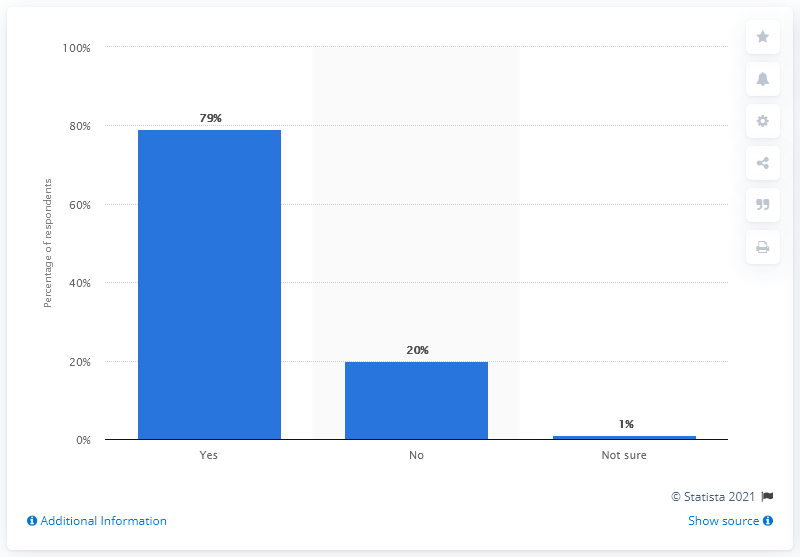 100%
80%
60%
40%
20%
0%
Percentage of respondents
79%
20%
1%
Yes
No
Not sure
© Statista 2021
Additional Information
Show source